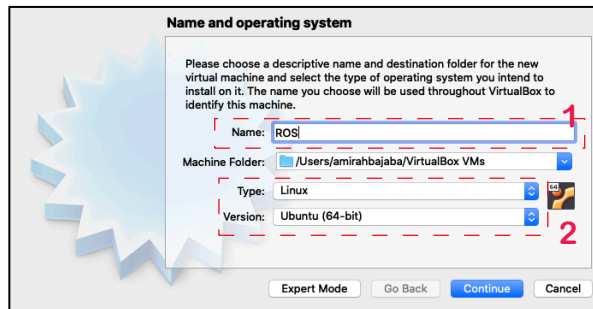 Name and operating system
Please choose a descriptive name and destination folder for the new
virtual machine and select the type of operating system you intend to
install on it. The name you choose will be used throughout VirtualBox to
identify this machine.
1
Name: ROS
Machine Folder: /Users/amirahbajaba/VirtualBox VMs
Type: Linux
64
Version: Ubuntu (64-bit)
2
Expert Mode Go Back Continue Cancel